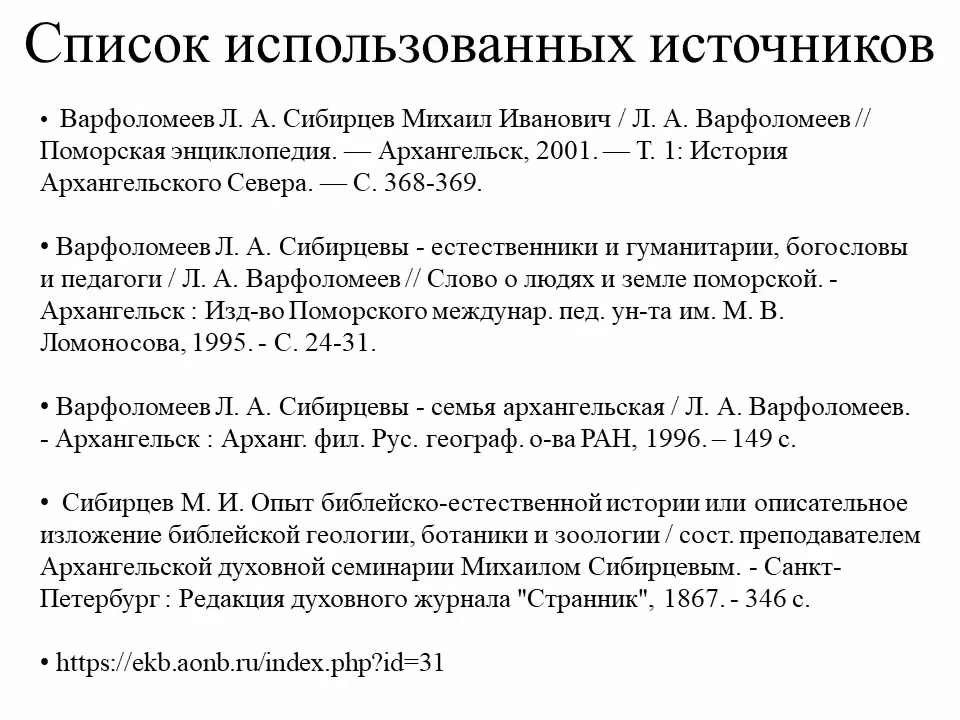 Список использованных источников
• Варфоломеев Л. А. Сибирцев Михаил Иванович / Л. А. Варфоломеев //
Поморская энциклопедия. — Архангельск, 2001. — Т. 1: История
Архангельского Севера. — С. 368-369.
• Варфоломеев Л. А. Сибирцевы - естественники и гуманитарии, богословы
и педагоги / Л. А. Варфоломеев // Слово о людях и земле поморской. -
Архангельск : Изд-во Поморского междунар. пед. ун-та им. М. В.
Ломоносова, 1995. - С. 24-31.
• Варфоломеев Л. А. Сибирцевы - семья архангельская / Л. А. Варфоломеев.
- Архангельск : Арханг. фил. Рус. географ. о-ва РАН, 1996. – 149 с.
• Сибирцев М. И. Опыт библейско-естественной истории или описательное
изложение библейской геологии, ботаники и зоологии / сост. преподавателем
Архангельской духовной семинарии Михаилом Сибирцевым. - Санкт-
Петербург : Редакция духовного журнала "Странник", 1867. - 346 с.
• https://ekb.aonb.ru/index.php?id=31